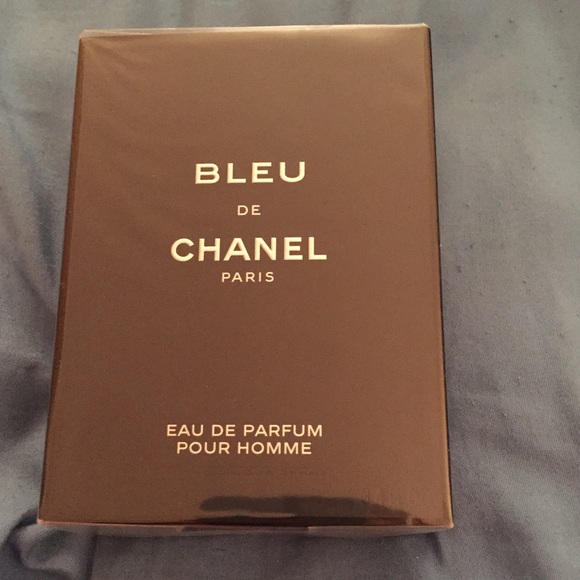 BLEU
DE
CHANEL
PARIS
EAU DE PARFUM
POUR HOMME